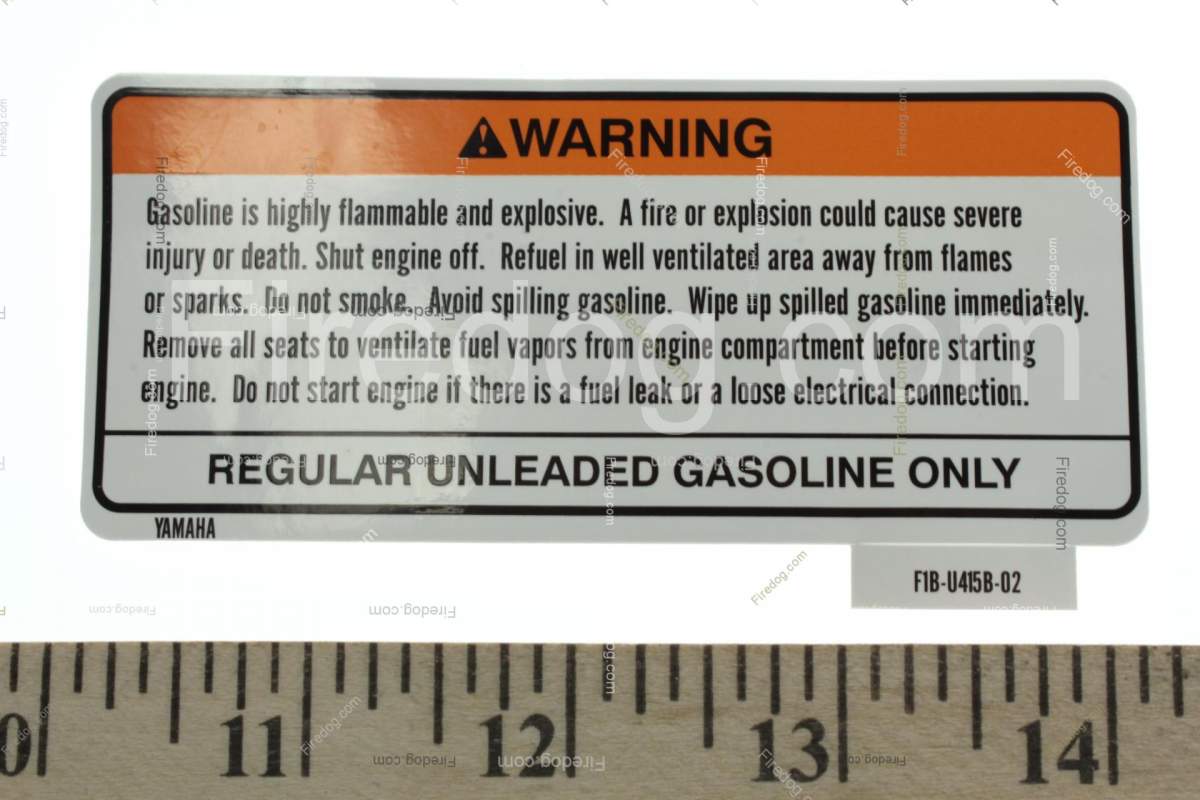 WARNING
Gasoline is highly flammable and explosive. A fire or explosion could cause severe
injury or death. Shut engine off. Refuel in well ventilated area away from flames
or sparks. Do not smoke. Avoid spilling gasoline. Wipe up spilled gasoline immediately.
Remove all seats to ventilate fuel vapors from engine compartment before starting
engine. Do not start engine if there is a fuel leak or a loose electrical connection.
Firedog.com
REGULAR UNLEADED GASOLINE ONLY
YAMAHA
F1B-U415B-02
0 11 12 13 14